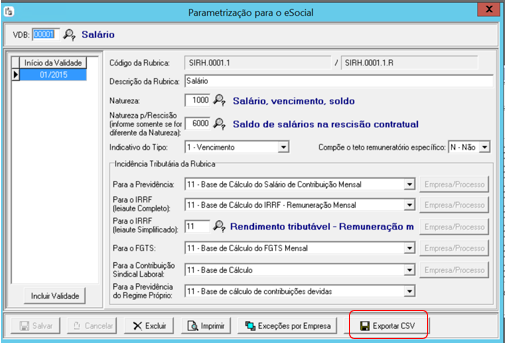 Parametrização para o eSocial
X
VDB: 00001 Salário
Início da Validade
01/2015
Incluir Validade
Código da Rubrica: SIRH.0001.1 / SIRH.0001.1.R
Descrição da Rubrica: Salário
Natureza: 1000 Salário, vencimento, soldo
Natureza p/Rescisão
(informe somente se for
diferente da Natureza): 6000 Saldo de salários na rescisão contratual
Indicativo do Tipo: 1 - Vencimento Compõe o teto remuneratório específico: N - Não
Incidência Tributária da Rubrica
Para a Previdência: 11 - Base de Cálculo do Salário de Contribuição Mensal Empresa/Processo
Para o IRRF
(leiaute Completo): 11 - Base de Cálculo do IRRF - Remuneração Mensal Empresa/Processo
Para o IRRF
(leiaute Simplificado): 11 Rendimento tributável - Remuneração m
Para o FGTS: 11 - Base de Cálculo do FGTS Mensal Empresa/Processo
Para a Contribuição
Sindical Laboral: 11 - Base de Cálculo Empresa/Processo
Para a Previdência
do Regime Próprio: 11 - Base de cálculo de contribuições devidas
Salvar Cancelar Excluir Imprimir Exceções por Empresa Exportar CSV